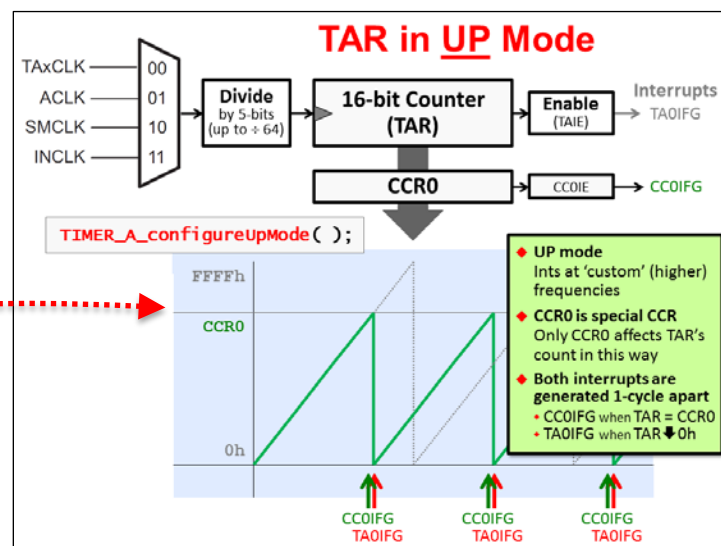 TAR in UP Mode
TAxCLK
ACLK
SMCLK
INCLK
00
01
10
11
Divide
by 5-bits
(up to ÷ 64)
16-bit Counter
(TAR)
Enable
(TAIE)
Interrupts
TA0IFG
CCR0
CC0IE
CC0IFG
TIMER_A_configureUpMode( );
FFFFh
CCR0
0h
◆ UP mode
Ints at ‘custom’ (higher)
frequencies
◆ CCR0 is special CCR
Only CCR0 affects TAR’s
count in this way
◆ Both interrupts are
generated 1-cycle apart
• CC0IFG when TAR = CCR0
• TA0IFG when TAR 🡇 0h
CC0IFG
TA0IFG
CC0IFG
TA0IFG
CC0IFG
TA0IFG